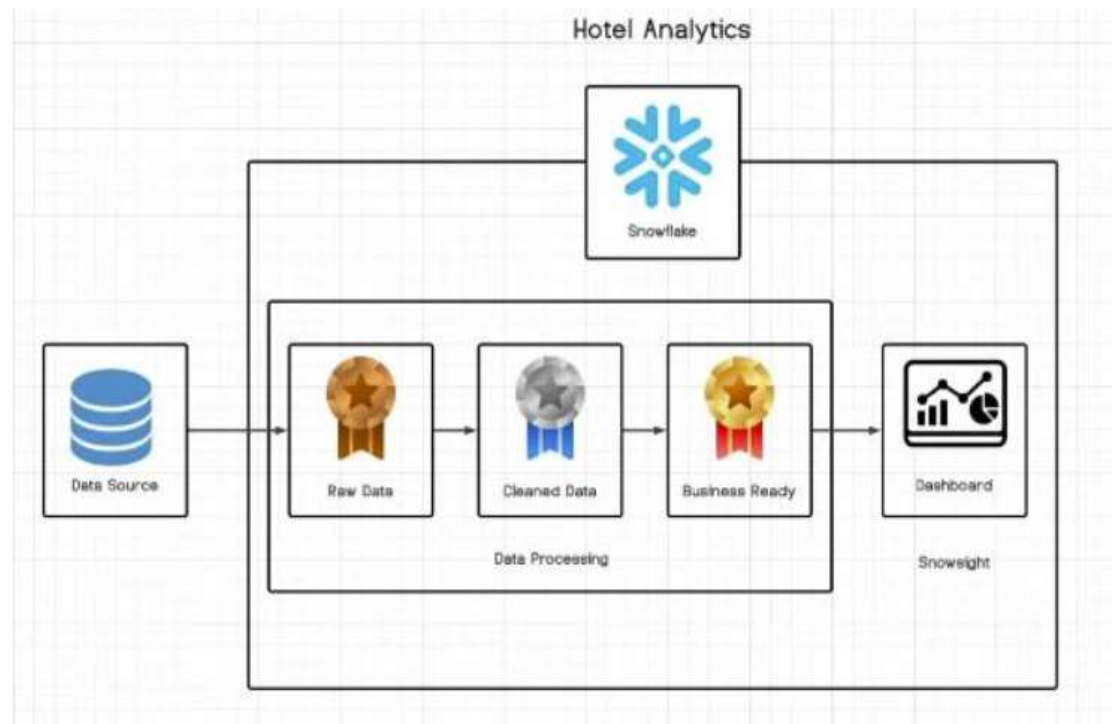 Hotel Analytics
Snowflake
Data Source
Raw Data
Cleaned Data
Business Ready
Dashboard
Data Processing
Snowsight